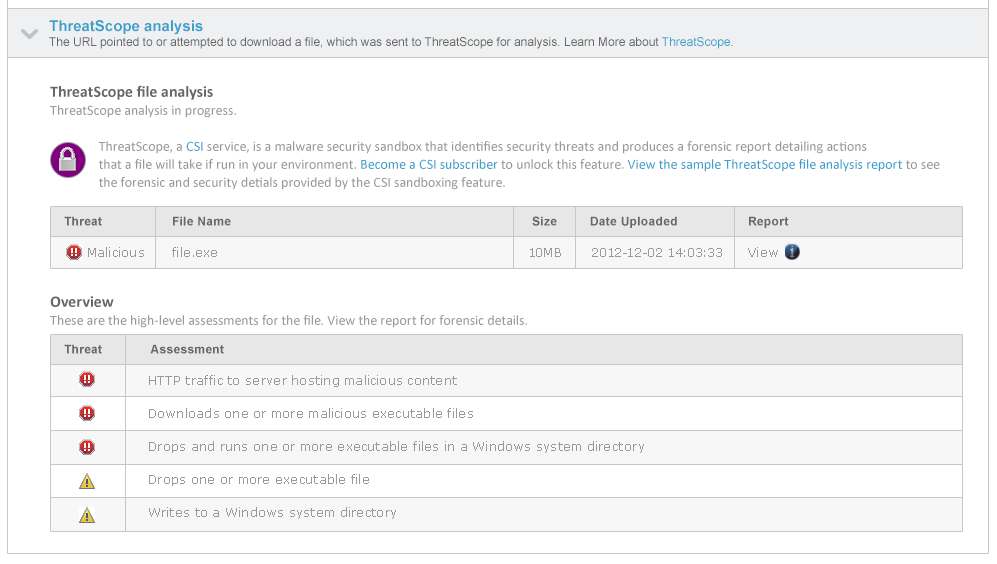 ThreatScope analysis
The URL pointed to or attempted to download a file, which was sent to ThreatScope for analysis. Learn More about ThreatScope.
ThreatScope file analysis
ThreatScope analysis in progress.
ThreatScope, a CSI service, is a malware security sandbox that identifies security threats and produces a forensic report detailing actions
that a file will take if run in your environment. Become a CSI subscriber to unlock this feature. View the sample ThreatScope file analysis report to see
the forensic and security detials provided by the CSI sandboxing feature.
Threat File Name Size Date Uploaded Report
Malicious file.exe 10MB 2012-12-02 14:03:33 View
Overview
These are the high-level assessments for the file. View the report for forensic details.
Threat Assessment
HTTP traffic to server hosting malicious content
Downloads one or more malicious executable files
Drops and runs one or more executable files in a Windows system directory
Drops one or more executable file
Writes to a Windows system directory